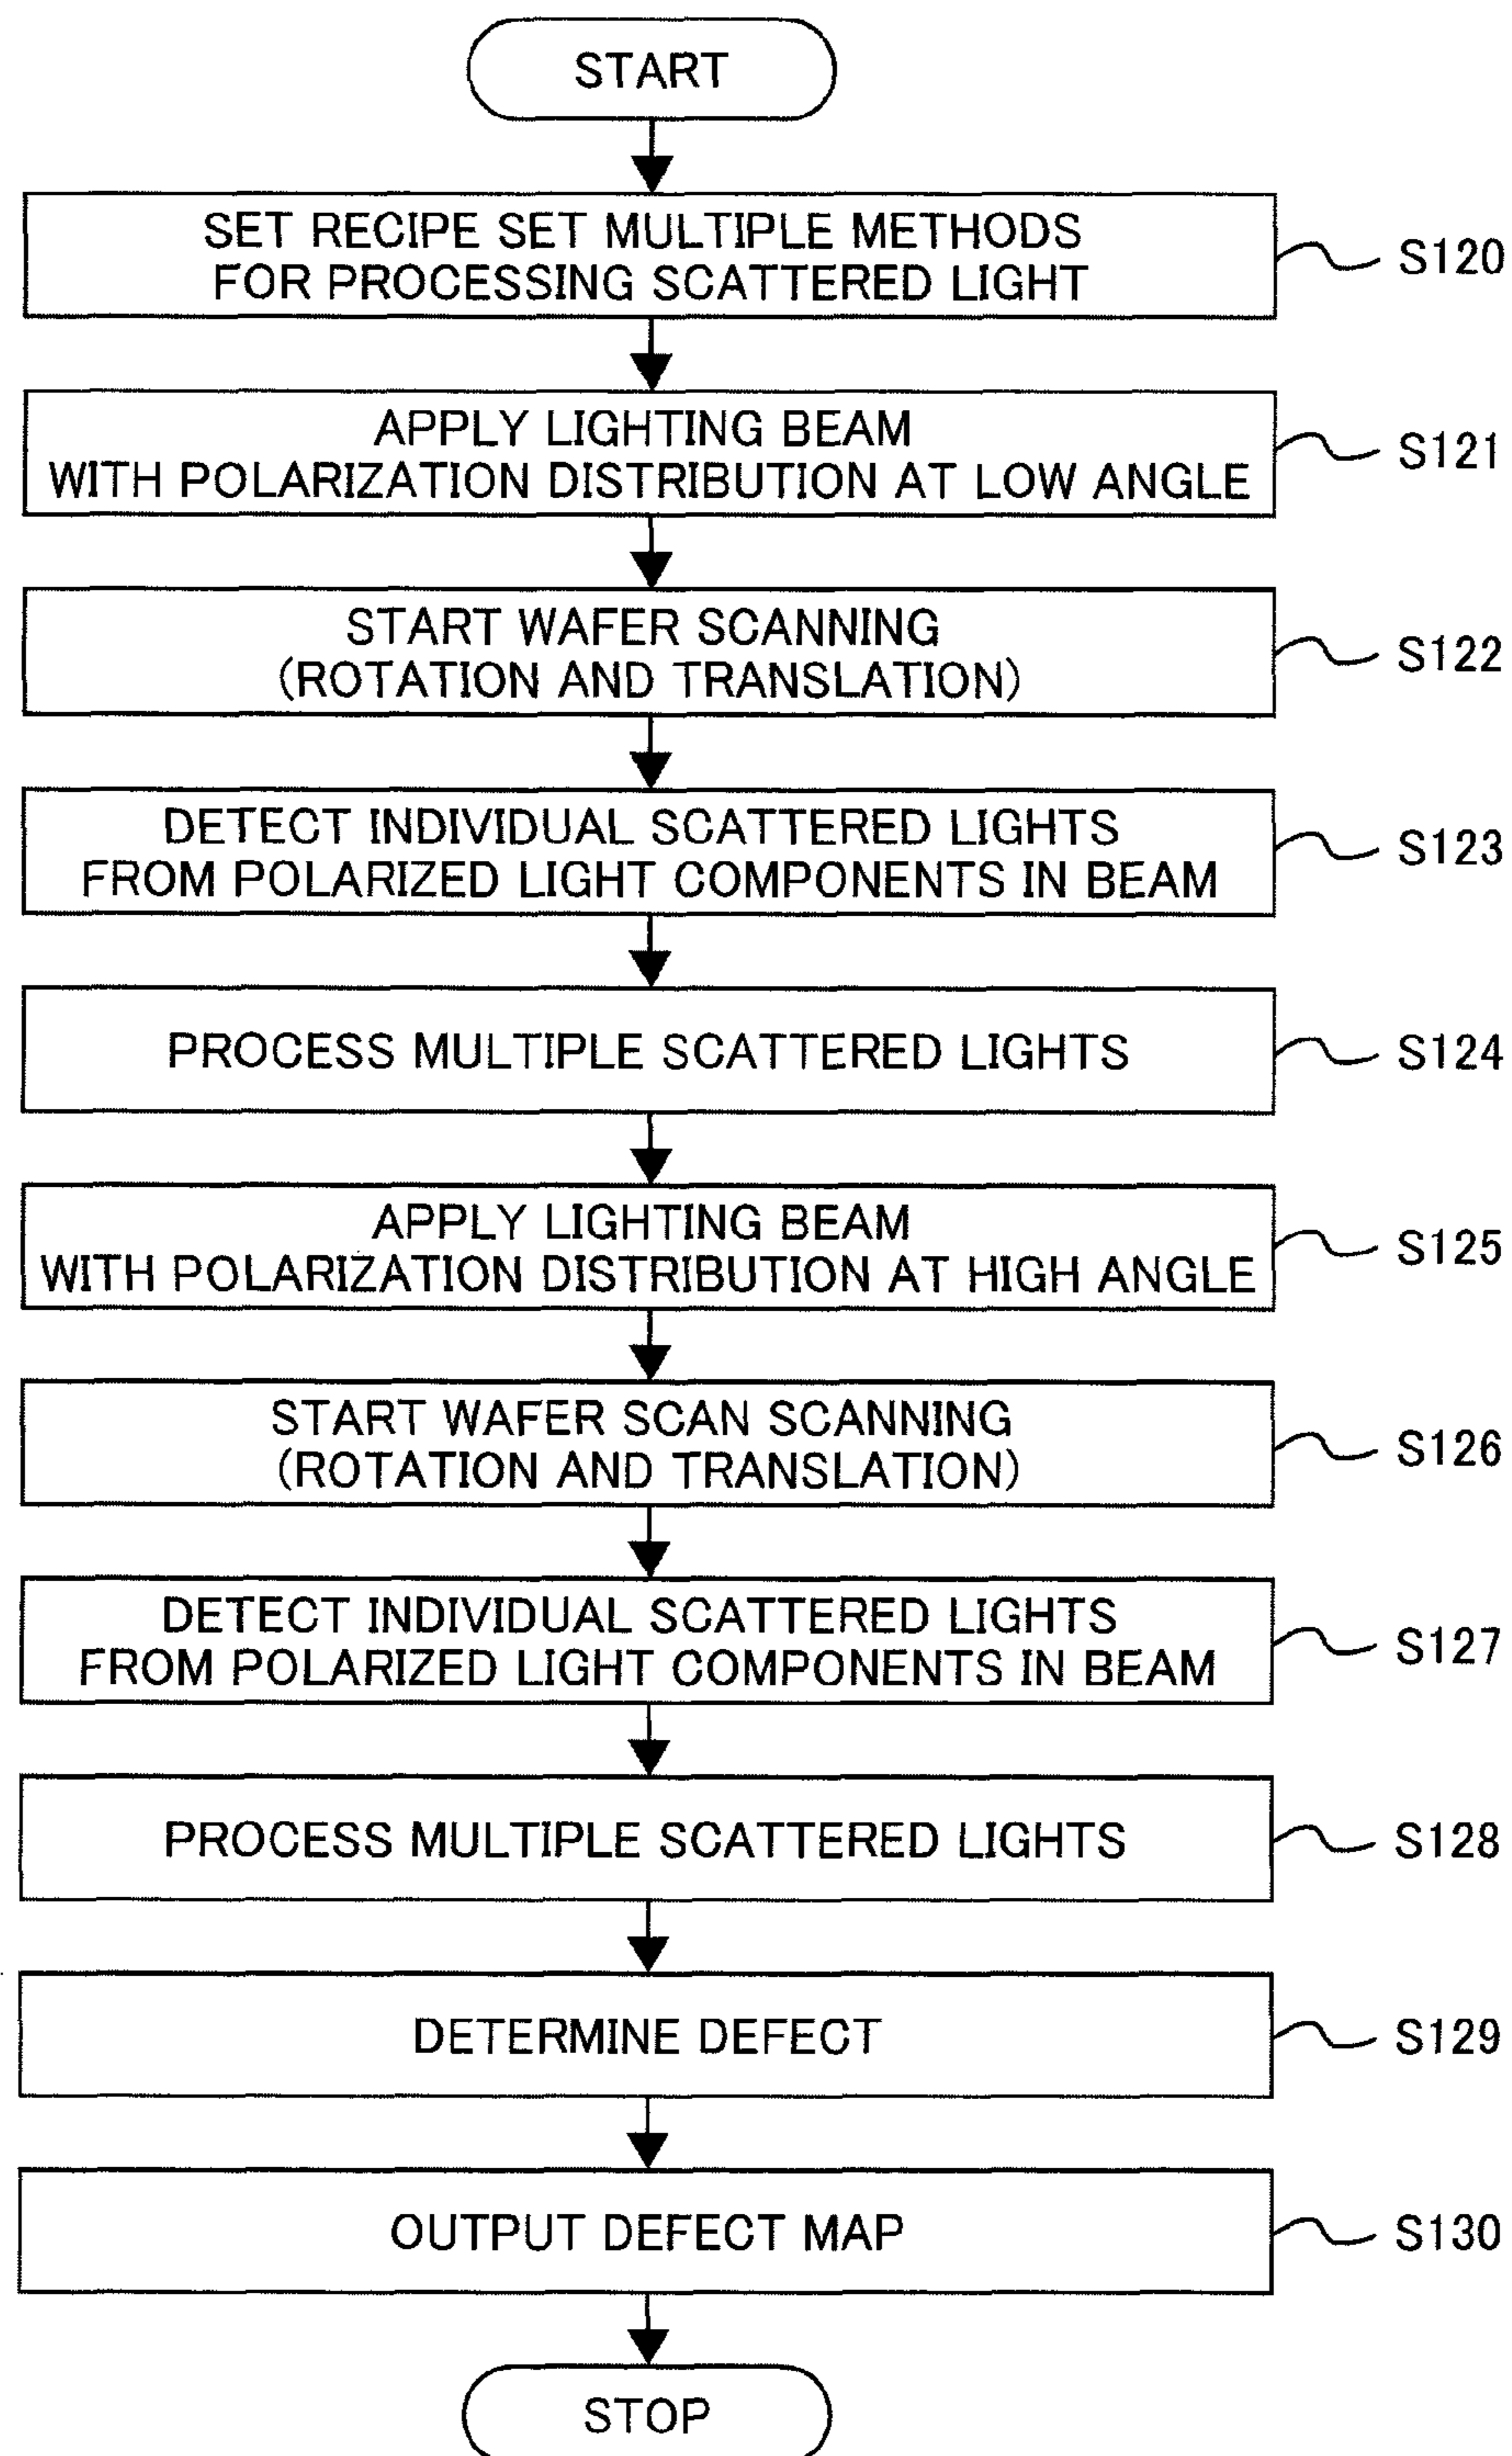 START
SET RECIPE SET MULTIPLE METHODS
FOR PROCESSING SCATTERED LIGHT
S120
APPLY LIGHTING BEAM
WITH POLARIZATION DISTRIBUTION AT LOW ANGLE
S121
START WAFER SCANNING
(ROTATION AND TRANSLATION)
S122
DETECT INDIVIDUAL SCATTERED LIGHTS
FROM POLARIZED LIGHT COMPONENTS IN BEAM
S123
PROCESS MULTIPLE SCATTERED LIGHTS
S124
APPLY LIGHTING BEAM
WITH POLARIZATION DISTRIBUTION AT HIGH ANGLE
S125
START WAFER SCAN SCANNING
(ROTATION AND TRANSLATION)
S126
DETECT INDIVIDUAL SCATTERED LIGHTS
FROM POLARIZED LIGHT COMPONENTS IN BEAM
S127
PROCESS MULTIPLE SCATTERED LIGHTS
S128
DETERMINE DEFECT
S129
OUTPUT DEFECT MAP
S130
STOP